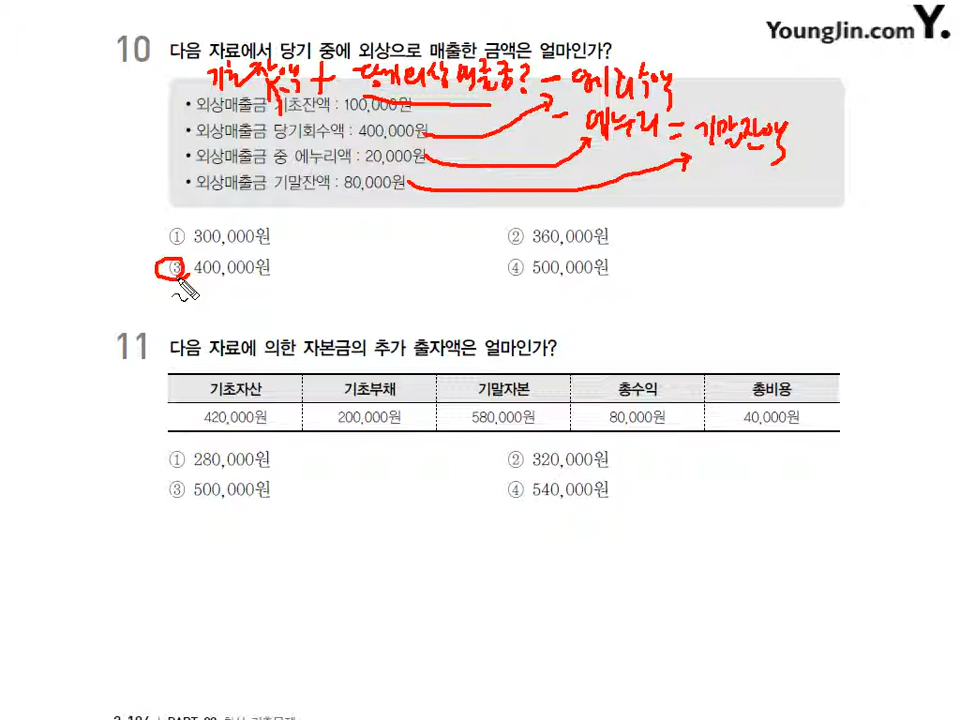 YoungJin.com Y.
10 다음 자료에서 당기 중에 외상으로 매출한 금액은 얼마인가?
기초 잔액 + 당기외상매출금? - 회수액
• 외상매출금 기초잔액 : 100,000원
- 에누리 = 기말잔액
• 외상매출금 당기회수액 : 400,000원
• 외상매출금 중 에누리액 : 20,000원
• 외상매출금 기말잔액 : 80,000원
① 300,000원 ② 360,000원
③ 400,000원 ④ 500,000원
11 다음 자료에 의한 자본금의 추가 출자액은 얼마인가?
기초자산 기초부채 기말자본 총수익 총비용
420,000원 200,000원 580,000원 80,000원 40,000원
① 280,000원 ② 320,000원
③ 500,000원 ④ 540,000원